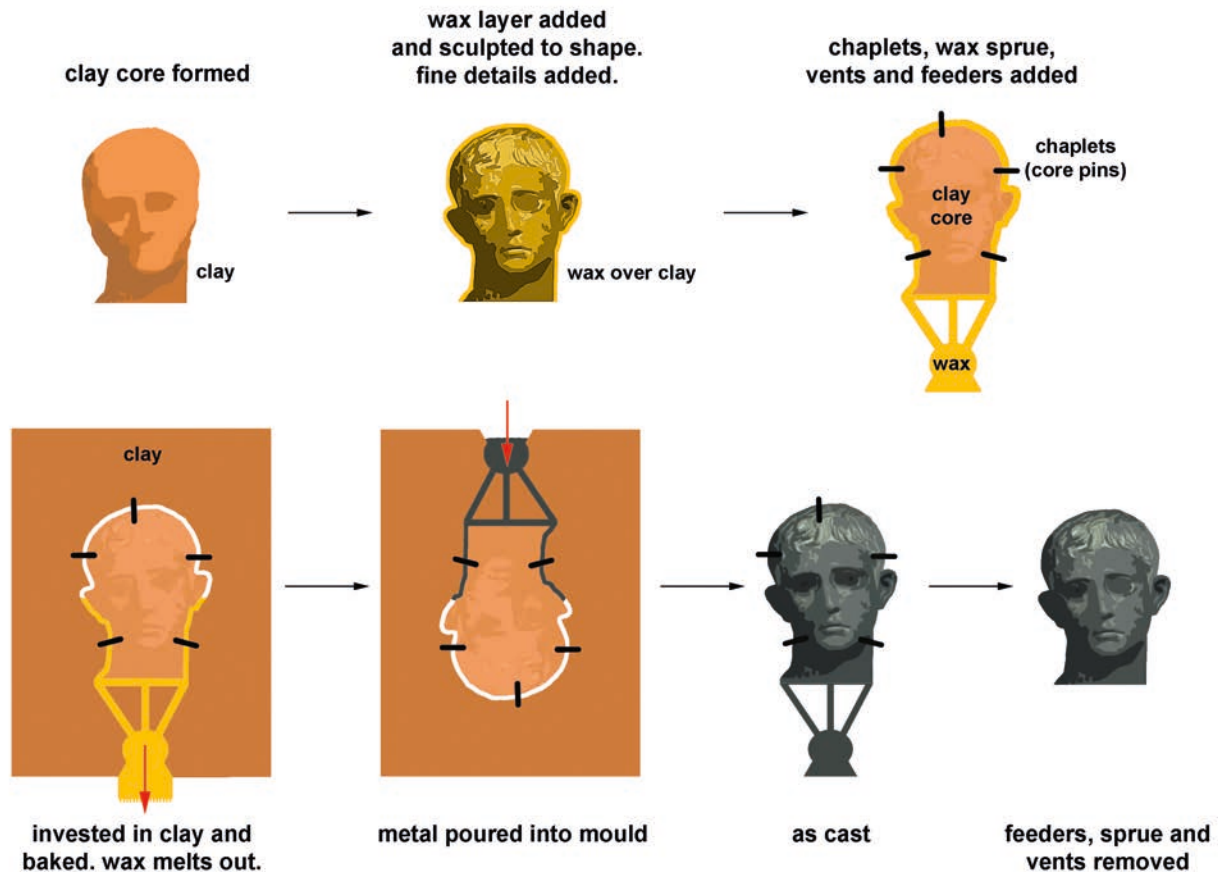 clay core formed
wax layer added
and sculpted to shape.
fine details added.
chaplets, wax sprue,
vents and feeders added
clay
wax over clay
chaplets
(core pins)
clay
core
wax
clay
invested in clay and
baked. wax melts out.
metal poured into mould
as cast
feeders, sprue and
vents removed